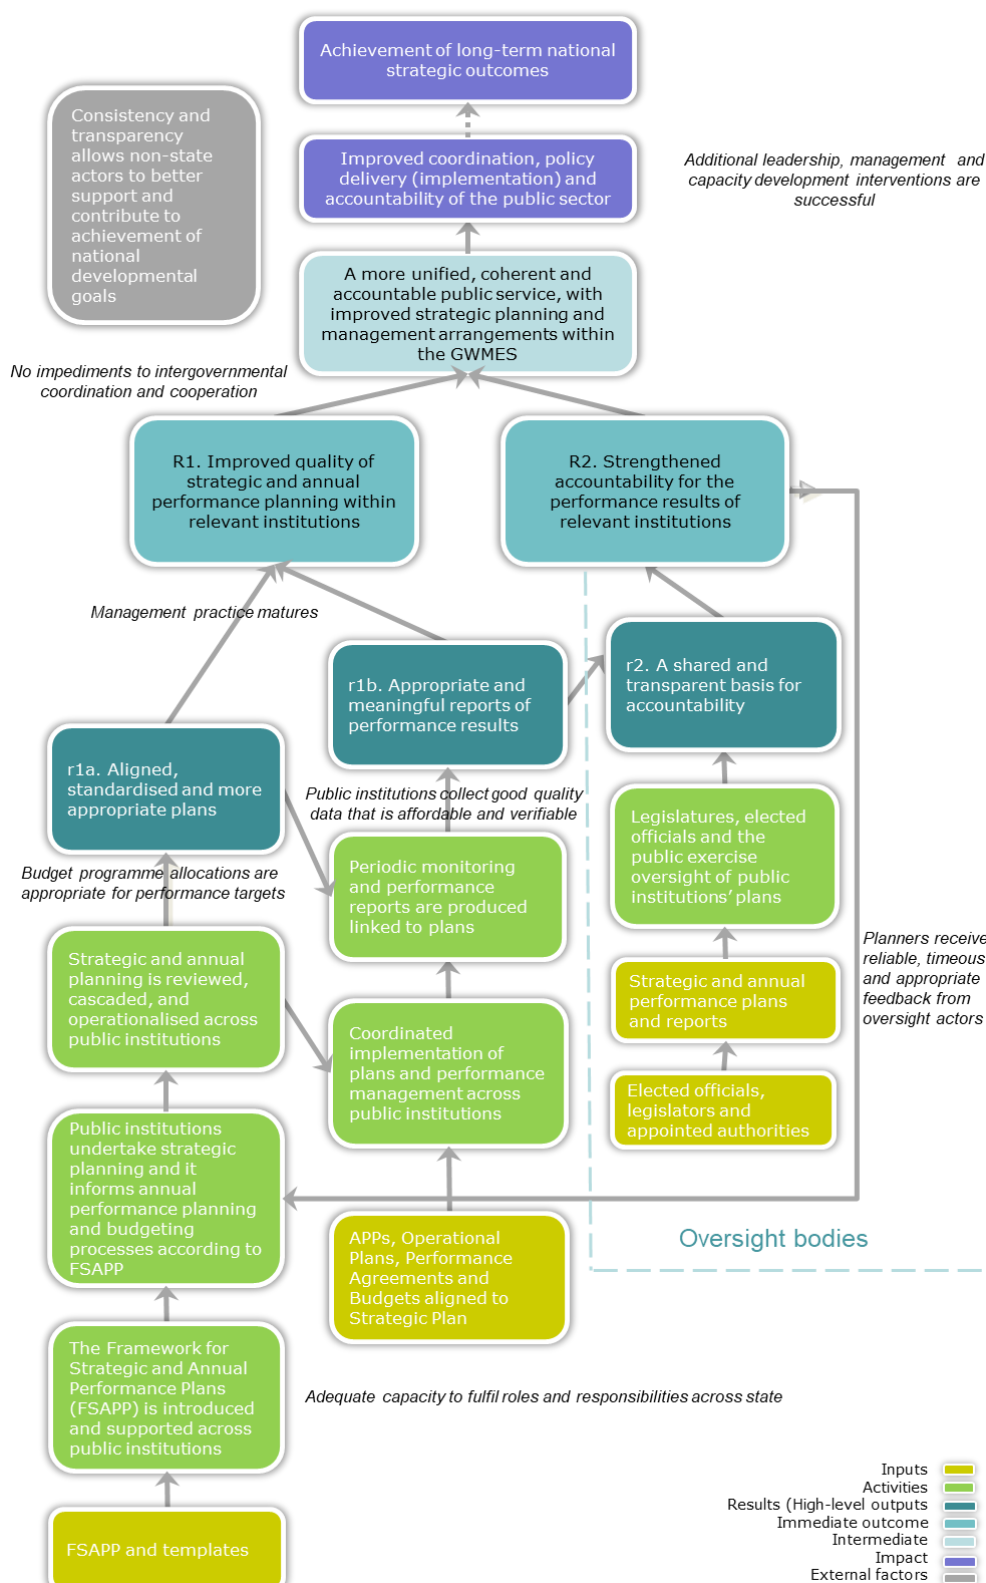 Achievement of long-term national
strategic outcomes
Consistency and
transparency
allows non-state
actors to better
support and
contribute to
achievement of
national
developmental
goals
Improved coordination, policy
delivery (implementation) and
accountability of the public sector
Additional leadership, management and
capacity development interventions are
successful
A more unified, coherent and
accountable public service, with
improved strategic planning and
management arrangements within
the GWMES
No impediments to intergovernmental
coordination and cooperation
R1. Improved quality of
strategic and annual
performance planning within
relevant institutions
R2. Strengthened
accountability for the
performance results of
relevant institutions
Management practice matures
r1b. Appropriate and
meaningful reports of
performance results
r2. A shared and
transparent basis for
accountability
r1a. Aligned,
standardised and more
appropriate plans
Public institutions collect good quality
data that is affordable and verifiable
Legislatures, elected
officials and the
public exercise
oversight of public
institutions' plans
Budget programme allocations are
appropriate for performance targets
Periodic monitoring
and performance
reports are produced
linked to plans
Strategic and annual
planning is reviewed,
cascaded, and
operationalised across
public institutions
Strategic and annual
performance plans
and reports
Planners receive
reliable, timeous
and appropriate
feedback from
oversight actors
Coordinated
implementation of
plans and performance
management across
public institutions
Elected officials,
legislators and
appointed authorities
Public institutions
undertake strategic
planning and it
informs annual
performance planning
and budgeting
processes according to
FSAPP
APPs, Operational
Plans, Performance
Agreements and
Budgets aligned to
Strategic Plan
Oversight bodies
The Framework for
Strategic and Annual
Performance Plans
(FSAPP) is introduced
and supported across
public institutions
Adequate capacity to fulfil roles and responsibilities across state
FSAPP and templates
Inputs
Activities
Results (High-level outputs
Immediate outcome
Intermediate
Impact
External factors